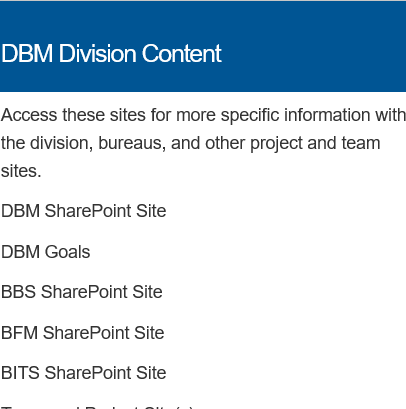 DBM Division Content
Access these sites for more specific information with
the division, bureaus, and other project and team
sites.
DBM SharePoint Site
DBM Goals
BBS SharePoint Site
BFM SharePoint Site
BITS SharePoint Site